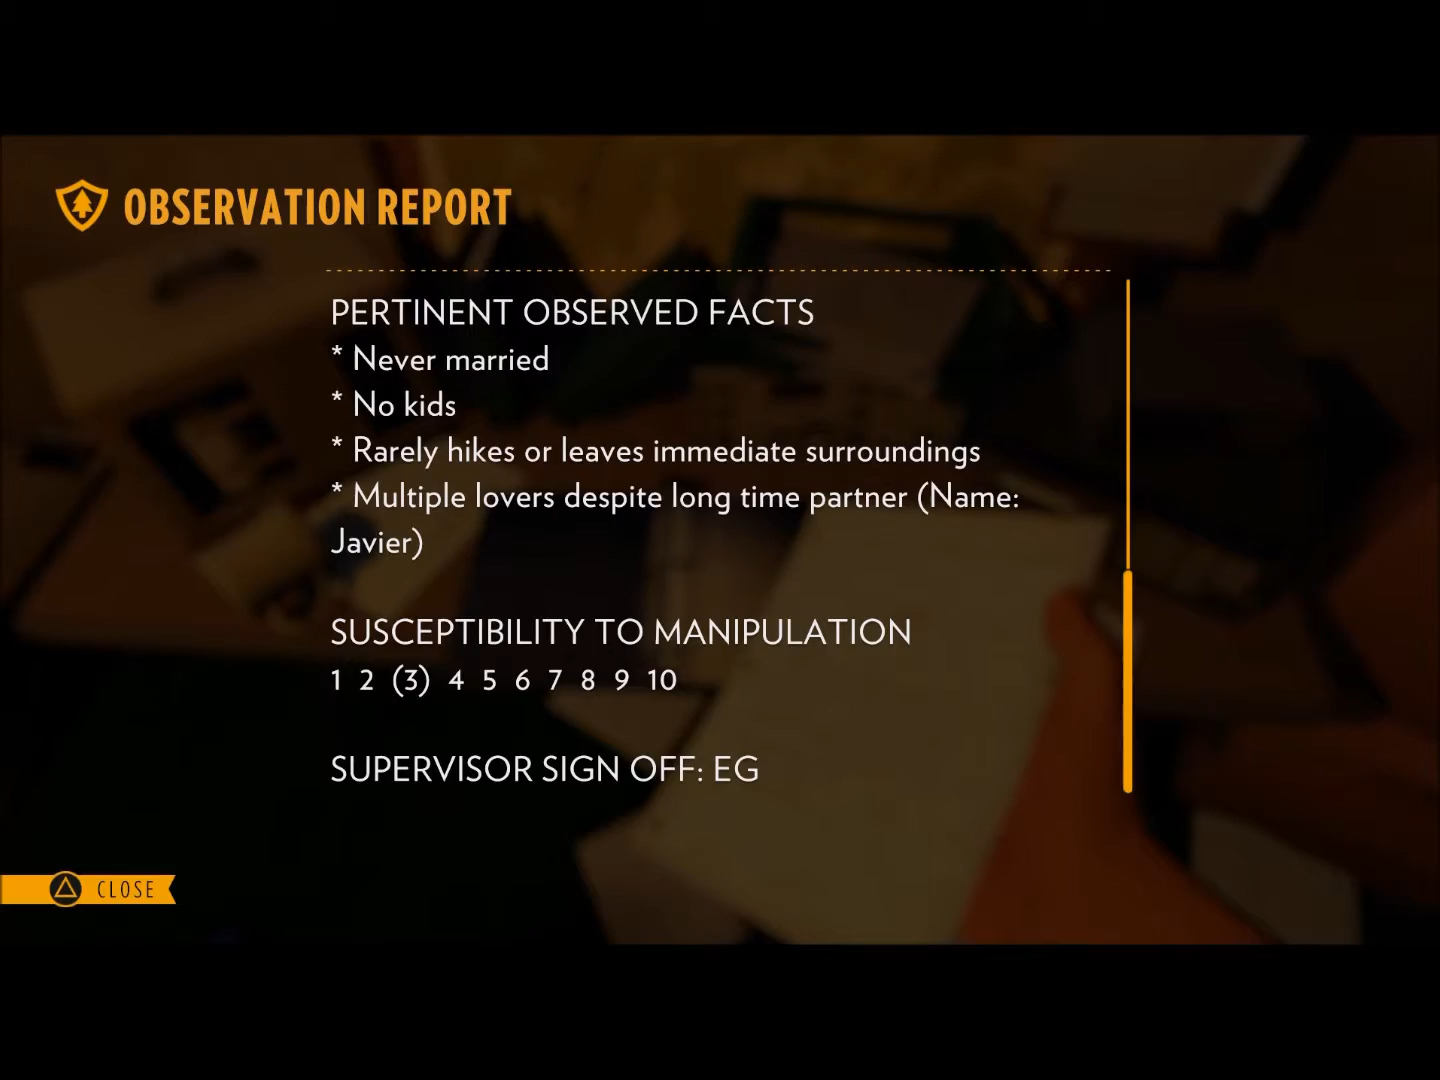 OBSERVATION REPORT
PERTINENT OBSERVED FACTS
* Never married
* No kids
* Rarely hikes or leaves immediate surroundings
* Multiple lovers despite long time partner (Name:
Javier)
SUSCEPTIBILITY TO MANIPULATION
1 2 (3) 4 5 6 7 8 9 10
SUPERVISOR SIGN OFF: EG
CLOSE